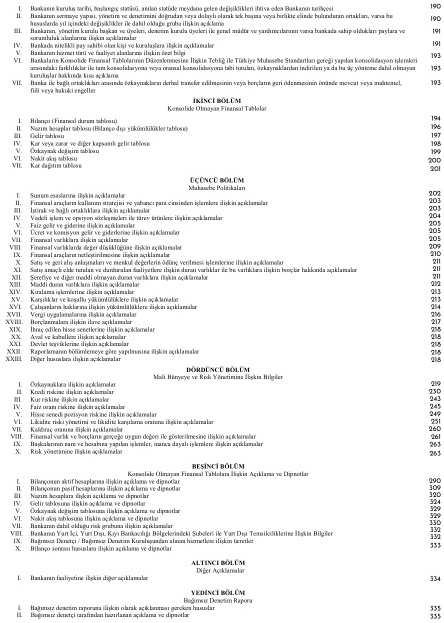 I. Bankanın kuruluş tarihi, başlangıç statüsü, anılan statüde meydana gelen değişiklikleri ihtiva eden Bankanın tarihçesi 190
II. Bankanın sermaye yapısı, yönetim ve denetimini doğrudan veya dolaylı olarak tek başına veya birlikte elinde bulunduran ortakları, varsa bu
hususlarda yıl içindeki değişiklikler ile dahil olduğu gruba ilişkin açıklama 190
III. Bankanın, yönetim kurulu başkan ve üyeleri, denetim kurulu üyeleri ile genel müdür ve yardımcılarının varsa bankada sahip oldukları paylara ve
sorumluluk alanlarına ilişkin açıklamalar 191
IV. Bankada nitelikli pay sahibi olan kişi ve kuruluşlara ilişkin açıklamalar 191
V. Bankanın hizmet türü ve faaliyet alanlarına ilişkin özet bilgi 193
VI. Bankaların Konsolide Finansal Tablolarının Düzenlenmesine İlişkin Tebliğ ile Türkiye Muhasebe Standartları gereği yapılan konsolidasyon işlemleri
arasındaki farklılıklar ile tam konsolidasyona veya oransal konsolidasyona tabi tutulan, özkaynaklardan indirilen ya da bu üç yönteme dahil olmayan
kuruluşlar hakkında kısa açıklama 193
VII. Banka ile bağlı ortaklıkları arasında özkaynakların derhal transfer edilmesinin veya borçların geri ödenmesinin önünde mevcut veya muhtemel,
fiili veya hukuki engeller 193
İKİNCİ BÖLÜM
Konsolide Olmayan Finansal Tablolar
I. Bilanço (Finansal durum tablosu) 194
II. Nazım hesaplar tablosu (Bilanço dışı yükümlülükler tablosu) 196
III. Gelir tablosu 197
IV. Kar veya zarar ve diğer kapsamlı gelir tablosu 198
V. Özkaynak değişim tablosu 199
VI. Nakit akış tablosu 200
VII. Kar dağıtım tablosu 201
ÜÇÜNCÜ BÖLÜM
Muhasebe Politikaları
I. Sunum esaslarına ilişkin açıklamalar 202
II. Finansal araçların kullanım stratejisi ve yabancı para cinsinden işlemlere ilişkin açıklamalar 203
III. İştirak ve bağlı ortaklıklara ilişkin açıklamalar 203
IV. Vadeli işlem ve opsiyon sözleşmeleri ile türev ürünlere ilişkin açıklamalar 204
V. Faiz gelir ve giderine ilişkin açıklamalar 205
VI. Ücret ve komisyon gelir ve giderlerine ilişkin açıklamalar 205
VII. Finansal varlıklara ilişkin açıklamalar 205
VIII. Finansal varlıklarda değer düşüklüğüne ilişkin açıklamalar 209
IX. Finansal araçların netleştirilmesine ilişkin açıklamalar 210
X. Satış ve geri alış anlaşmaları ve menkul değerlerin ödünç verilmesi işlemlerine ilişkin açıklamalar 211
XI. Satış amaçlı elde tutulan ve durdurulan faaliyetlere ilişkin duran varlıklar ile bu varlıklara ilişkin borçlar hakkında açıklamalar 211
XII. Şerefiye ve diğer maddi olmayan duran varlıklara ilişkin açıklamalar 211
XIII. Maddi duran varlıklara ilişkin açıklamalar 212
XIV. Kiralama işlemlerine ilişkin açıklamalar 213
XV. Karşılıklar ve koşullu yükümlülüklere ilişkin açıklamalar 213
XVI. Çalışanların haklarına ilişkin yükümlülüklere ilişkin açıklamalar 214
XVII. Vergi uygulamalarına ilişkin açıklamalar 216
XVIII. Borçlanmalara ilişkin ilave açıklamalar 217
XIX. İhraç edilen hisse senetlerine ilişkin açıklamalar 218
XX. Aval ve kabullere ilişkin açıklamalar 218
XXI. Devlet teşviklerine ilişkin açıklamalar 218
XXII. Raporlamanın bölümlemeye göre yapılmasına ilişkin açıklamalar 218
XXIII. Diğer hususlara ilişkin açıklamalar 218
DÖRDÜNCÜ BÖLÜM
Mali Bünyeye ve Risk Yönetimine İlişkin Bilgiler
I. Özkaynaklara ilişkin açıklamalar 219
II. Kredi riskine ilişkin açıklamalar 230
III. Kur riskine ilişkin açıklamalar 243
IV. Faiz oranı riskine ilişkin açıklamalar 245
V. Hisse senedi pozisyon riskine ilişkin açıklamalar 249
VI. Likidite riski yönetimi ve likidite karşılama oranına ilişkin açıklamalar 251
VII. Kaldıraç oranına ilişkin açıklamalar 260
VIII. Finansal varlık ve borçların gerçeğe uygun değeri ile gösterilmesine ilişkin açıklamalar 261
IX. Başkalarının nam ve hesabına yapılan işlemler, inanca dayalı işlemlere ilişkin açıklamalar 263
X. Risk yönetimine ilişkin açıklamalar 263
BEŞİNCİ BÖLÜM
Konsolide Olmayan Finansal Tablolara İlişkin Açıklama ve Dipnotlar
I. Bilançonun aktif hesaplarına ilişkin açıklama ve dipnotlar 290
II. Bilançonun pasif hesaplarına ilişkin açıklama ve dipnotlar 309
III. Nazım hesaplara ilişkin açıklama ve dipnotlar 320
IV. Gelir tablosuna ilişkin açıklama ve dipnotlar 324
V. Özkaynak değişim tablosuna ilişkin açıklama ve dipnotlar 329
VI. Nakit akış tablosuna ilişkin açıklama ve dipnotlar 329
VII. Bankanın dahil olduğu risk grubuna ilişkin açıklamalar 330
VIII. Bankanın Yurt İçi, Yurt Dışı, Kıyı Bankacılığı Bölgelerindeki Şubeleri ile Yurt Dışı Temsilciliklerine İlişkin Bilgiler 332
IX. Bağımsız Denetçi / Bağımsız Denetim Kuruluşundan alınan hizmetlere ilişkin ücretler 332
X. Bilanço sonrası hususlara ilişkin açıklama ve dipnotlar 333
ALTINCI BÖLÜM
Diğer Açıklamalar
I. Bankanın faaliyetine ilişkin diğer açıklamalar 334
YEDİNCİ BÖLÜM
Bağımsız Denetim Raporu
I. Bağımsız denetim raporuna ilişkin olarak açıklanması gereken hususlar 335
II. Bağımsız denetçi tarafından hazırlanan açıklama ve dipnotlar 335